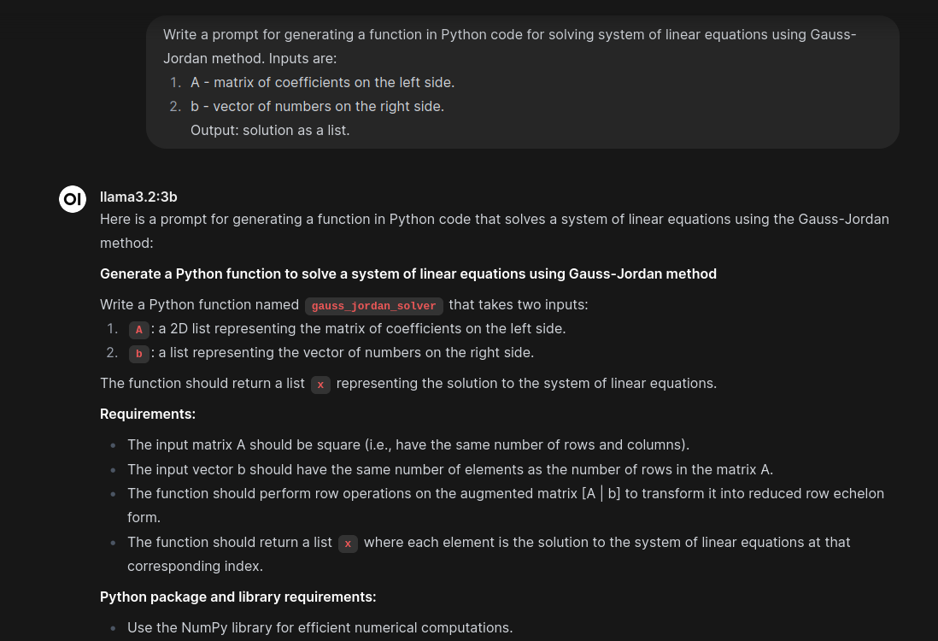 Write a prompt for generating a function in Python code for solving system of linear equations using Gauss-
Jordan method. Inputs are:
1. A - matrix of coefficients on the left side.
2. b - vector of numbers on the right side.
Output: solution as a list.
OI
llama3.2:3b
Here is a prompt for generating a function in Python code that solves a system of linear equations using the Gauss-Jordan
method:
Generate a Python function to solve a system of linear equations using Gauss-Jordan method
Write a Python function named gauss_jordan_solver that takes two inputs:
1. A : a 2D list representing the matrix of coefficients on the left side.
2. b : a list representing the vector of numbers on the right side.
The function should return a list x representing the solution to the system of linear equations.
Requirements:
• The input matrix A should be square (i.e., have the same number of rows and columns).
• The input vector b should have the same number of elements as the number of rows in the matrix A.
• The function should perform row operations on the augmented matrix [A | b] to transform it into reduced row echelon
form.
• The function should return a list x where each element is the solution to the system of linear equations at that
corresponding index.
Python package and library requirements:
• Use the NumPy library for efficient numerical computations.